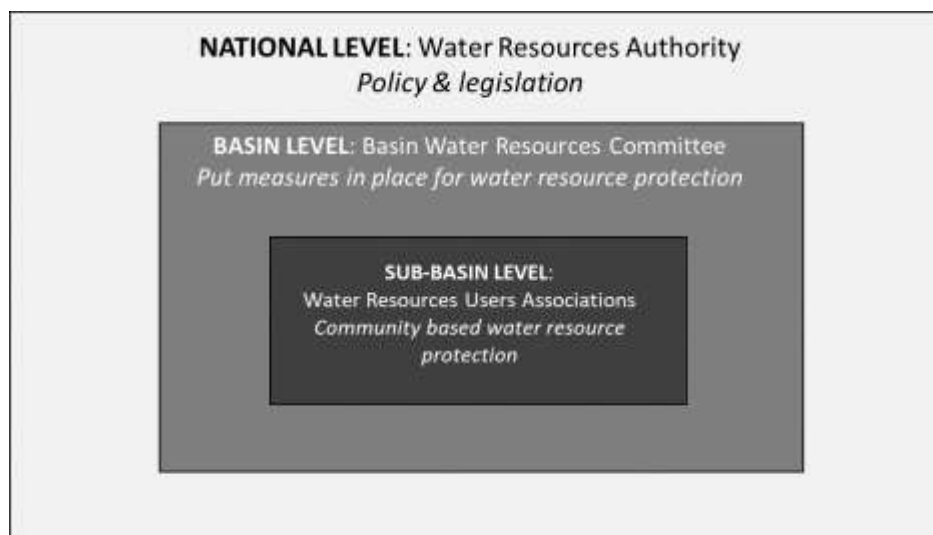 NATIONAL LEVEL: Water Resources Authority
Policy & legislation
BASIN LEVEL: Basin Water Resources Committee
Put measures in place for water resource protection
SUB-BASIN LEVEL:
Water Resources Users Associations
Community based water resource
protection